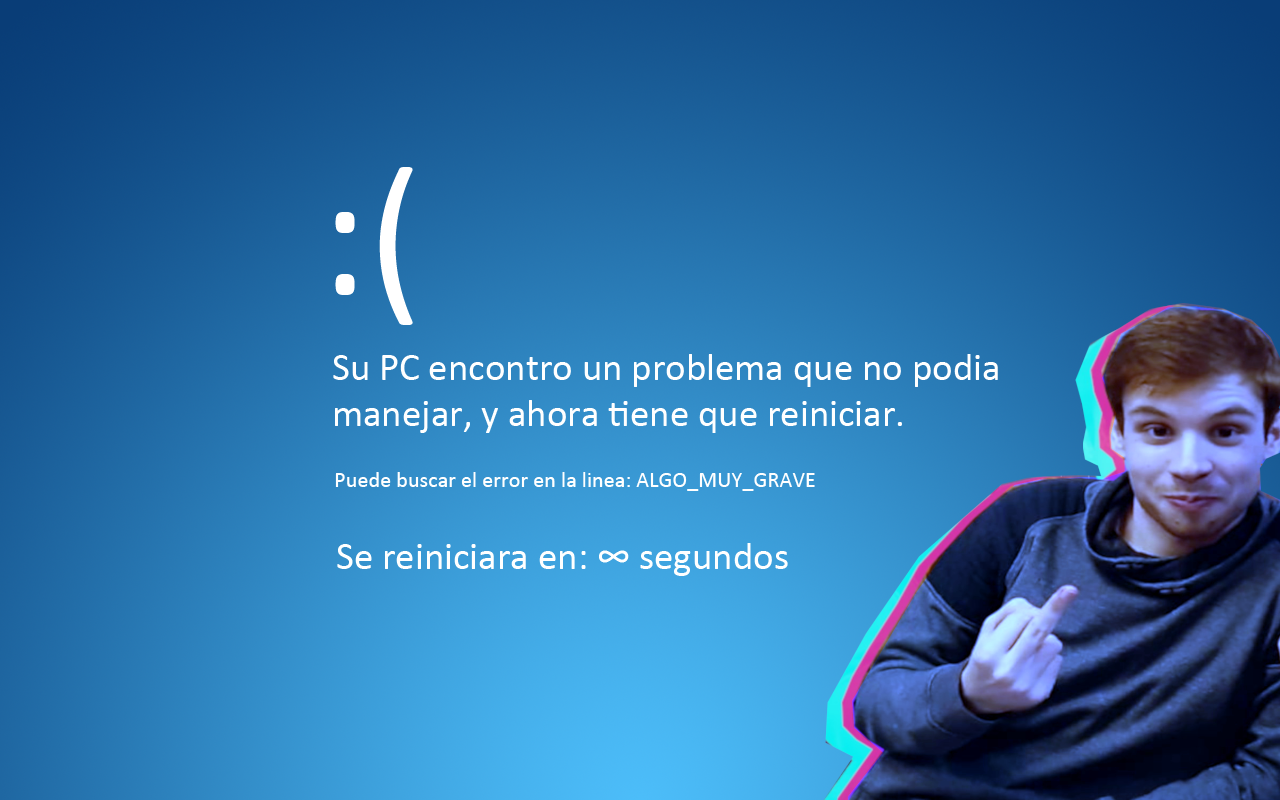 :(
Su PC encontro un problema que no podia
manejar, y ahora tiene que reiniciar.
Puede buscar el error en la linea: ALGO_MUY_GRAVE
Se reiniciara en: ∞ segundos